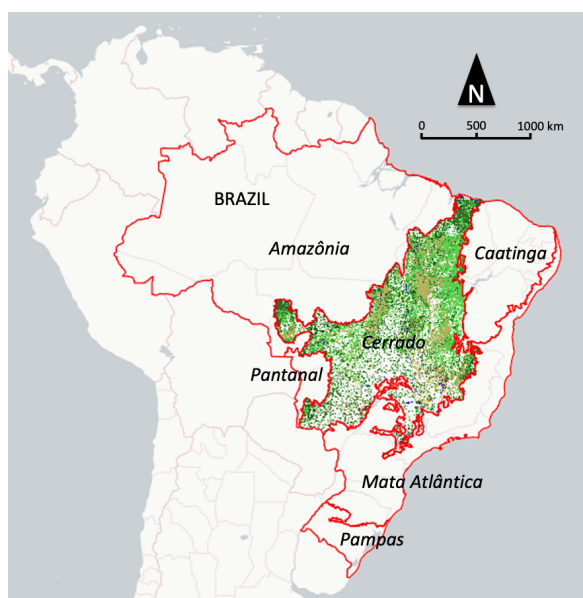 N
0 500 1000 km
BRAZIL
Amazônia
Caatinga
Cerrado
Pantanal
Mata Atlântica
Pampas